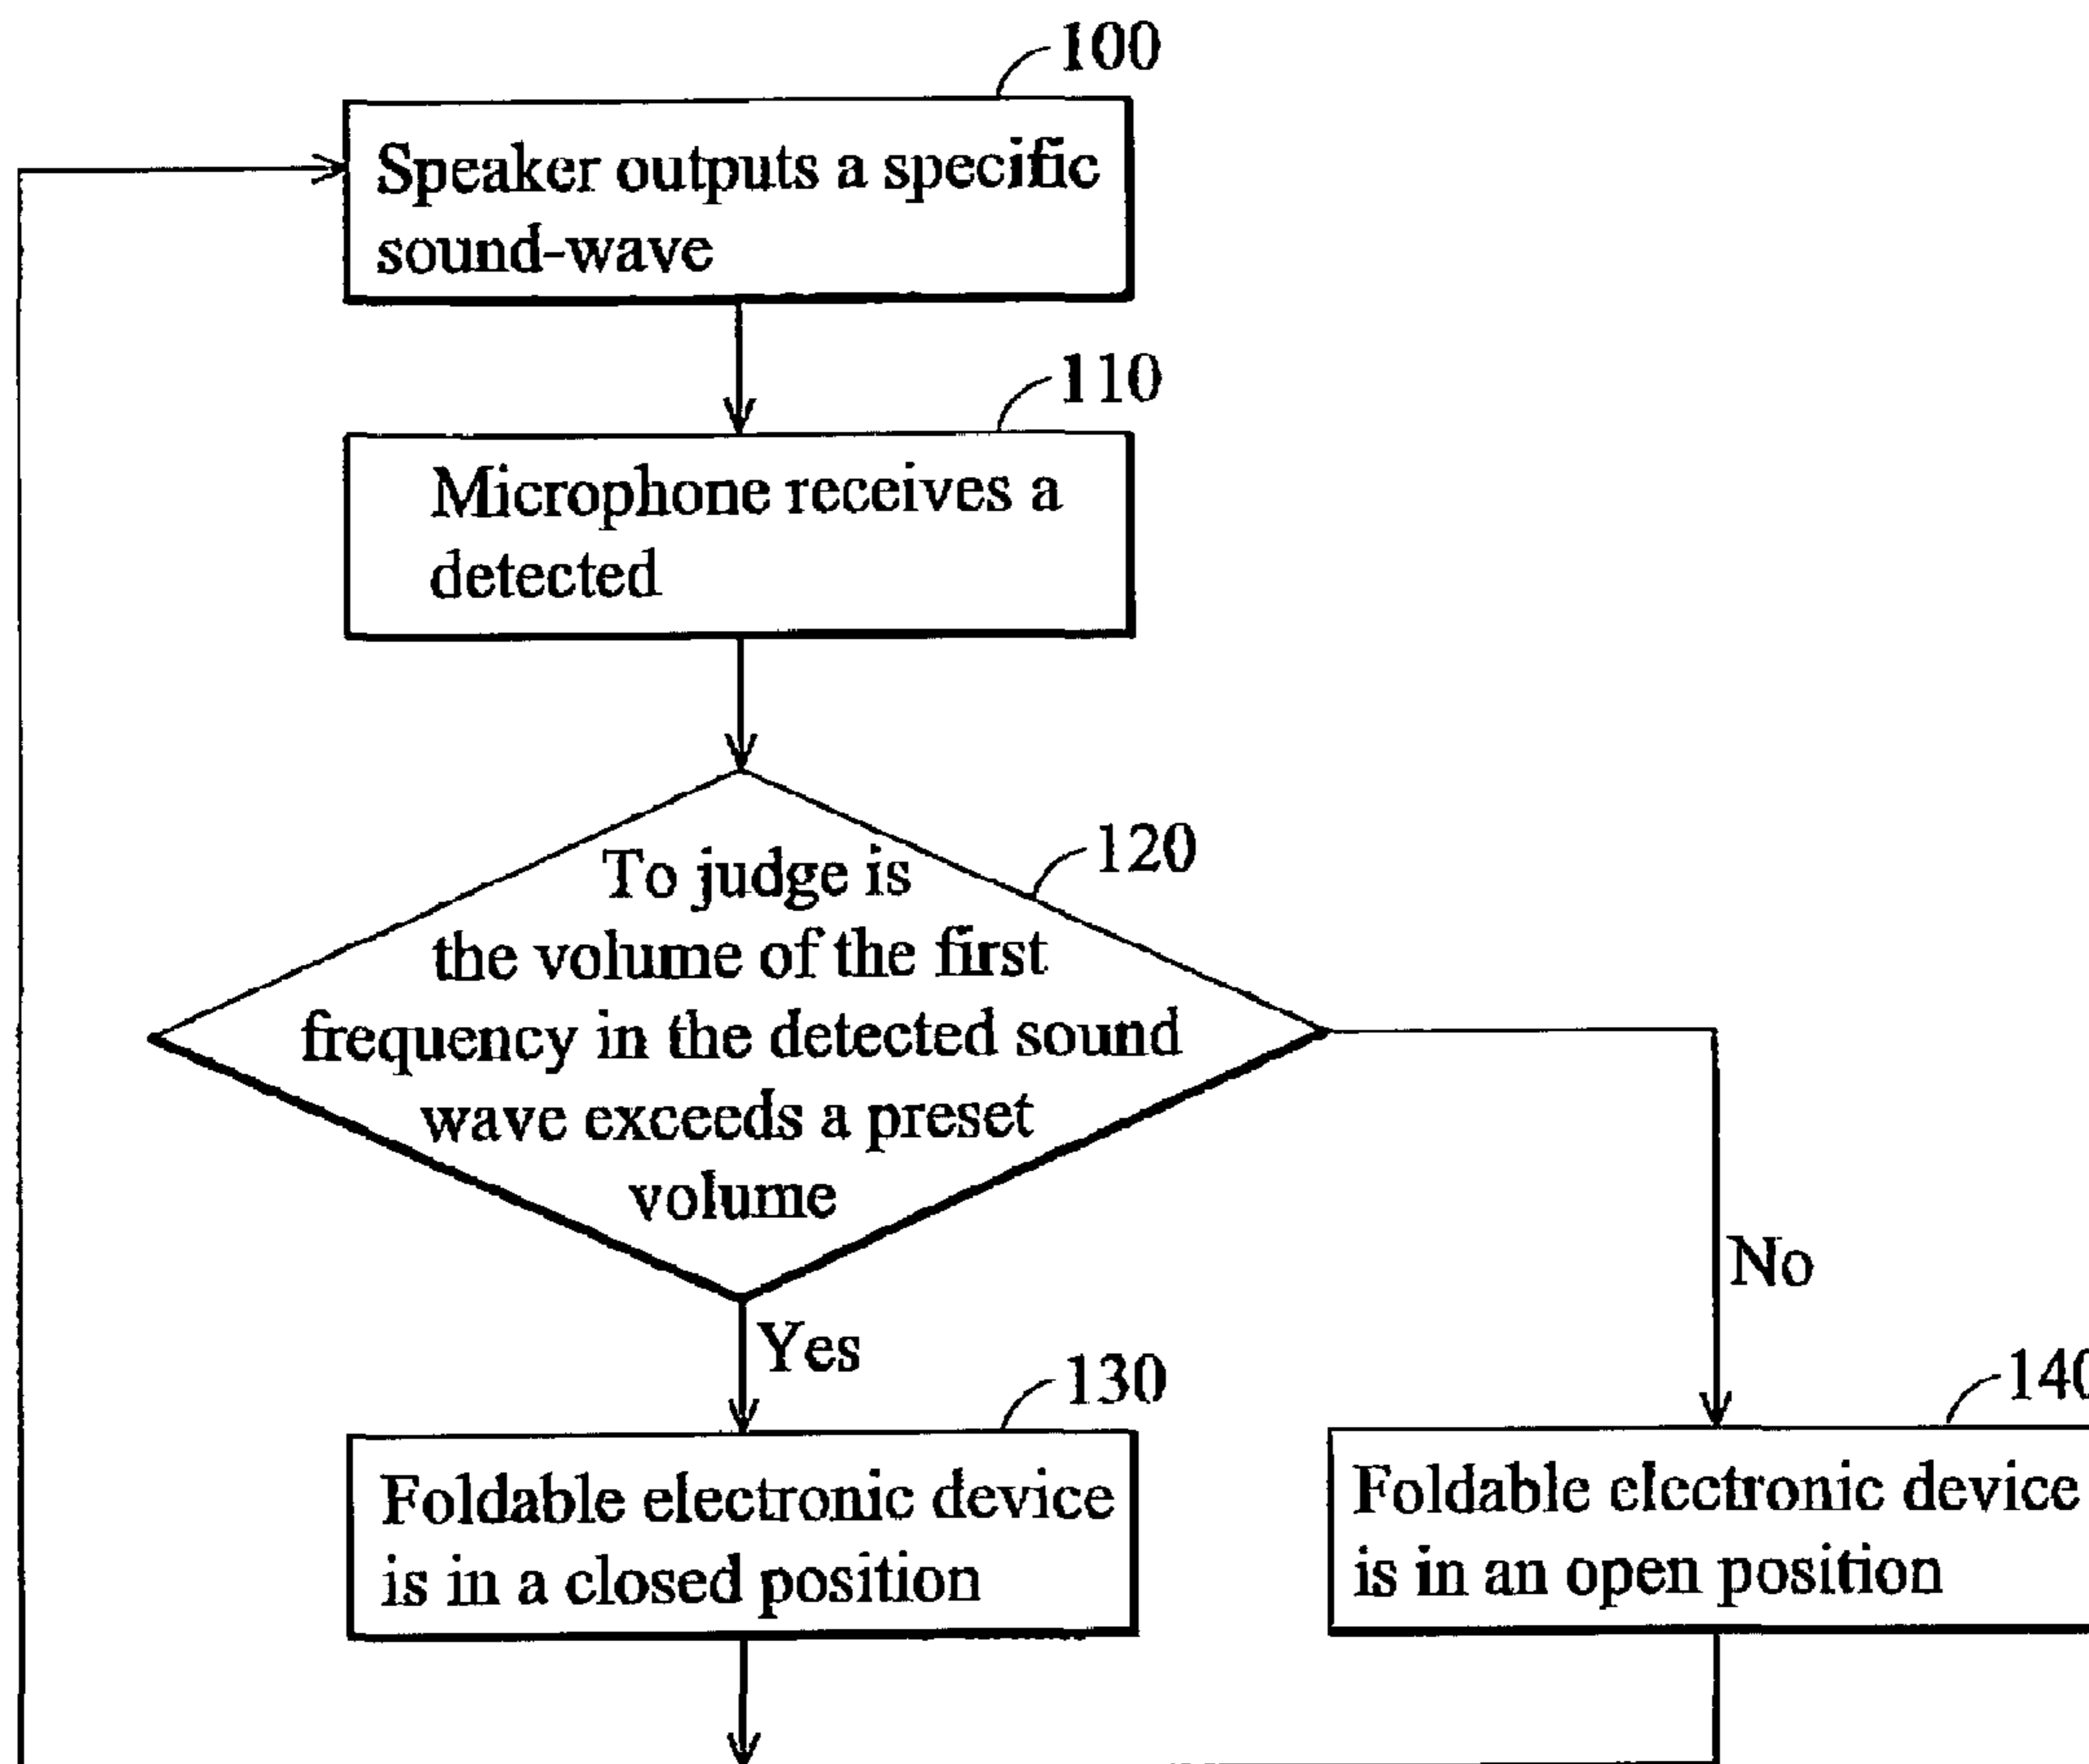 100
Speaker outputs a specific
sound-wave
110
Microphone receives a
detected
120
To judge is
the volume of the first
frequency in the detected sound
wave exceeds a preset
volume
No
Yes
130
140
Foldable electronic device
is in a closed position
Foldable electronic device
is in an open position